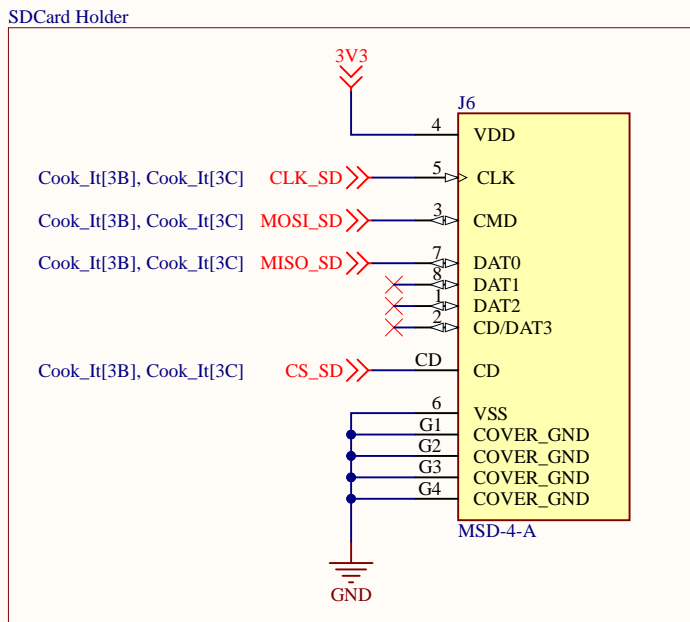 SDCard Holder
3V3
J6
4 VDD
Cook_It[3B], Cook_It[3C] CLK_SD 5 CLK
Cook_It[3B], Cook_It[3C] MOSI_SD 3 CMD
Cook_It[3B], Cook_It[3C] MISO_SD 7 DAT0
8 DAT1
1 DAT2
2 CD/DAT3
Cook_It[3B], Cook_It[3C] CS_SD CD CD
6 VSS
G1 COVER_GND
G2 COVER_GND
G3 COVER_GND
G4 COVER_GND
MSD-4-A
GND